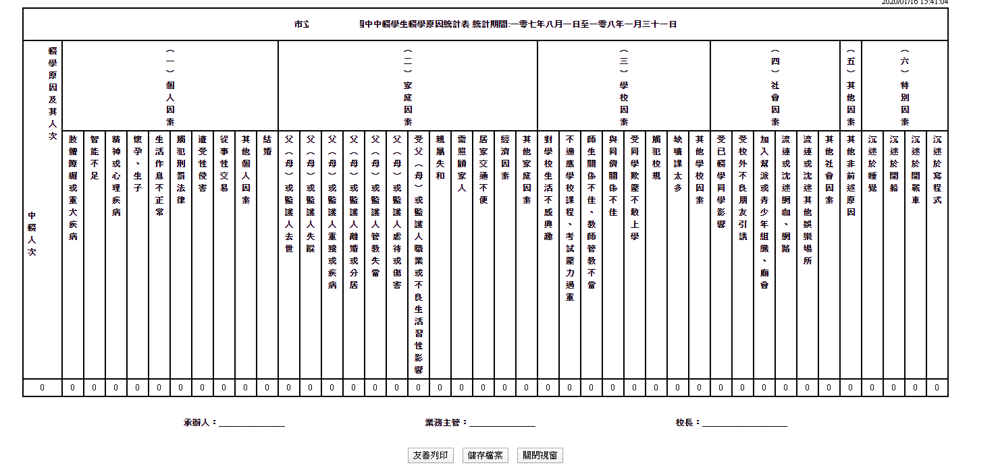 2020/01/16 13:41:04
市立 國中中輟學生輟學原因統計表 統計期間:一零七年八月一日至一零八年一月三十一日
輟學原因及其人次
中輟人次
（一）個人因素
（二）家庭因素
（三）學校因素
（四）社會因素
（五）其他因素
（六）特別因素
肢體障礙或重大疾病
智能不足
精神或心理疾病
懷孕、生子
生活作息不正常
觸犯刑罰法律
遭受性侵害
從事性交易
其他個人因素
結婚
父（母）或監護人去世
父（母）或監護人失蹤
父（母）或監護人重殘或疾病
父（母）或監護人離婚或分居
父（母）或監護人管教失當
父（母）或監護人虐待或傷害
受父（母）或監護人職業或不良生活習性影響
親屬失和
需照顧家人
居家交通不便
經濟因素
其他家庭因素
對學校生活不感興趣
不適應學校課程、考試壓力過重
師生關係不佳、教師管教不當
與同儕關係不佳
受同學欺壓不敢上學
觸犯校規
缺曠課太多
其他學校因素
受已輟學同學影響
受校外不良朋友引誘
加入幫派或青少年組織、廟會
流連或沈迷網咖、網路
流連或沈迷其他娛樂場所
其他社會因素
其他非前述原因
沉迷於睡覺
沉迷於開船
沉迷於開戰車
沉迷於寫程式
0 0 0 0 0 0 0 0 0 0 0 0 0 0 0 0 0 0 0 0 0 0 0 0 0 0 0 0 0 0 0 0 0 0 0 0 0 0 0 0 0 0
承辦人：______________ 業務主管：______________ 校長：__________________
友善列印 儲存檔案 關閉視窗